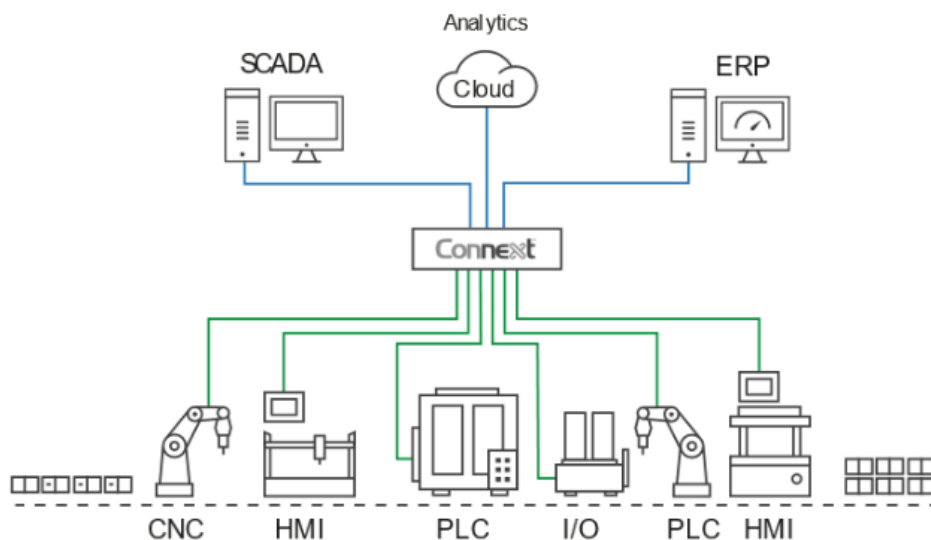 Analytics
SCADA
Cloud
ERP
Connext
CNC
HMI
PLC
I/O
PLC
HMI